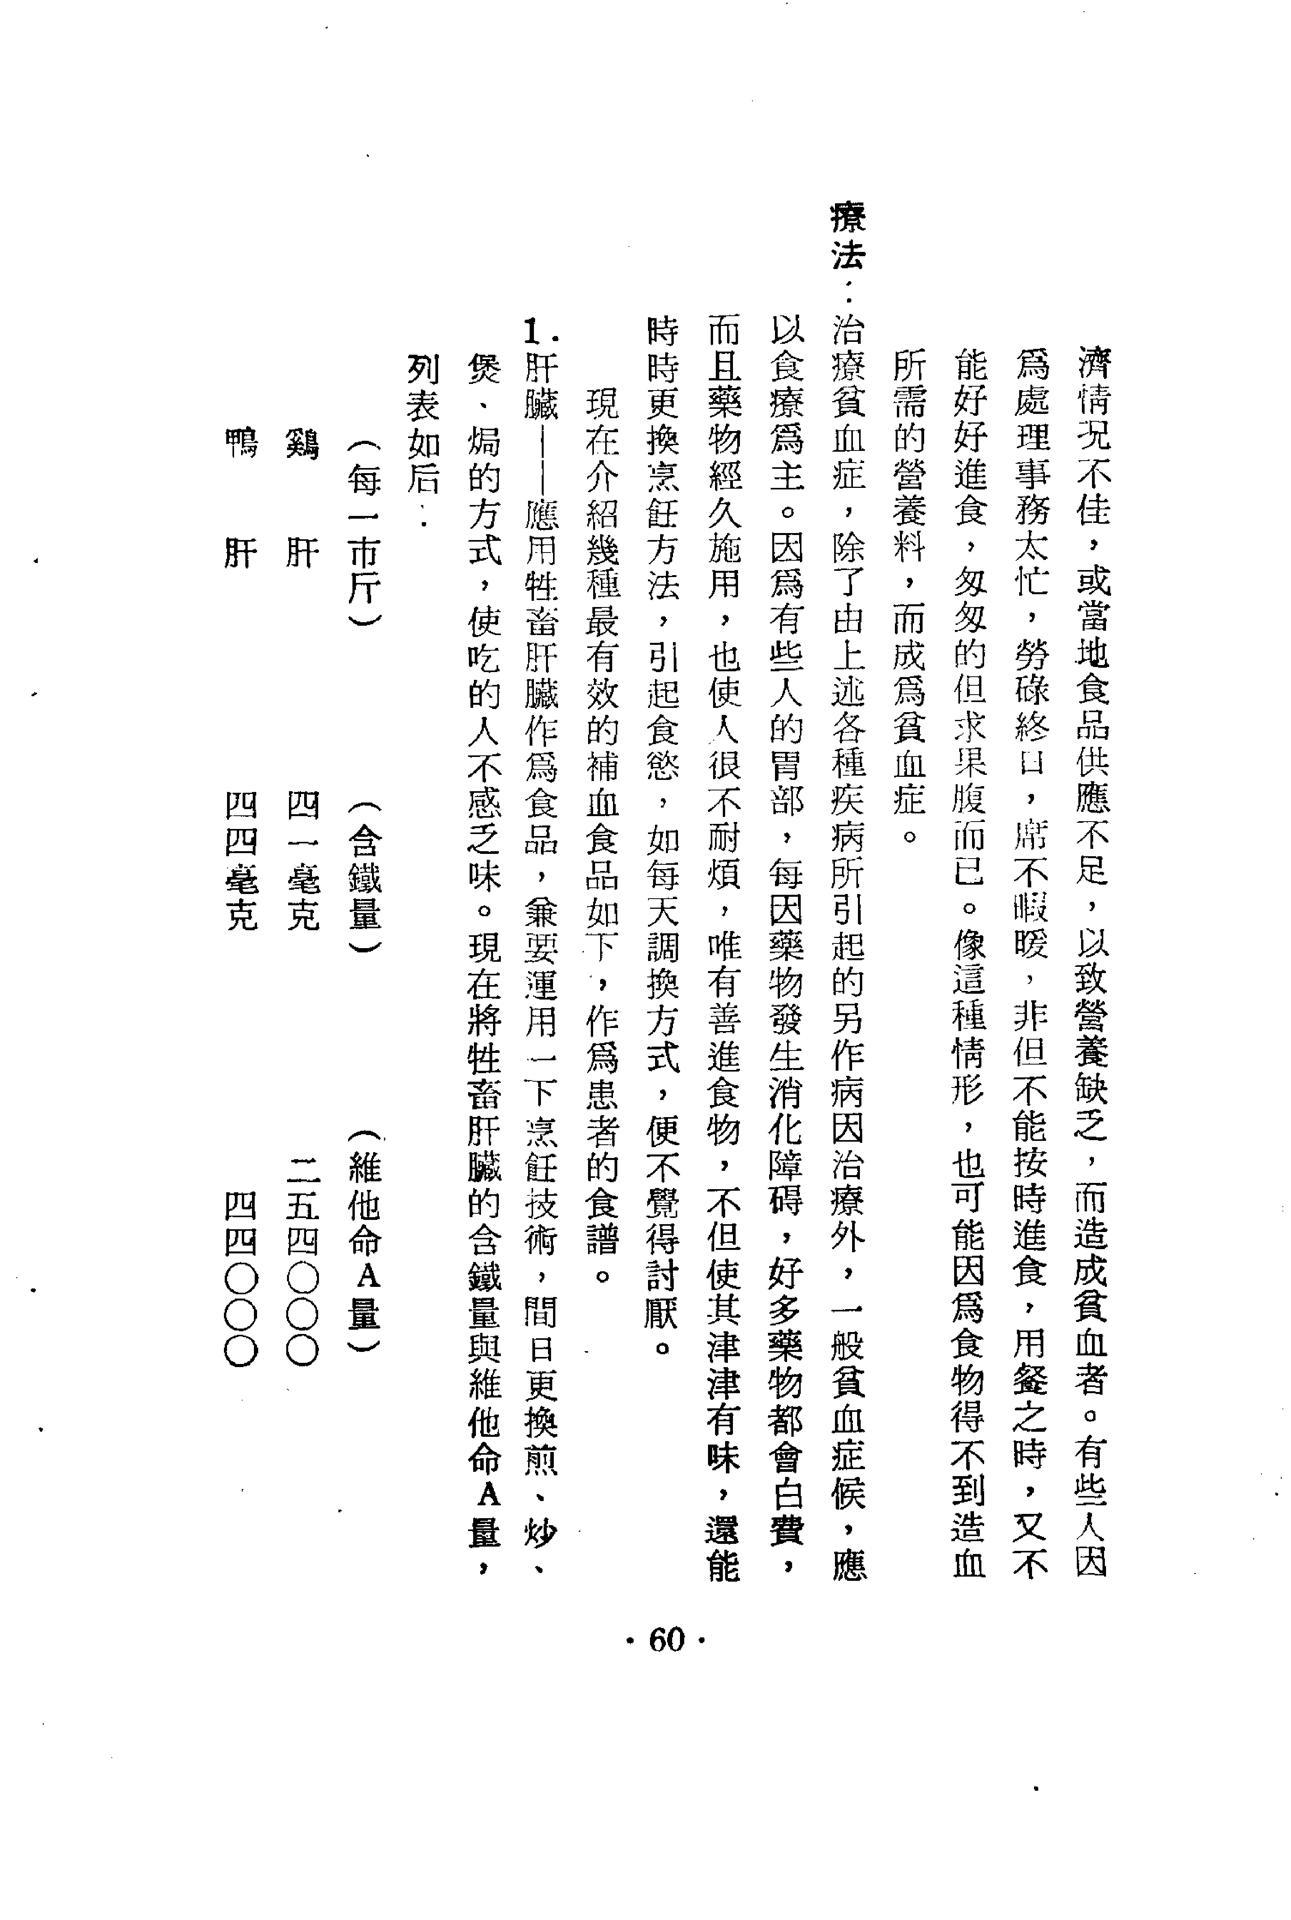 濟情況不佳，或當地食品供應不足，以致營養缺乏，而造成貧血者。有些人因
爲處理事務太忙，勞碌終日，席不暇暖，非但不能按時進食，用餐之時，又不
能好好進食，匆匆的但求果腹而已。像這種情形，也可能因爲食物得不到造血
所需的營養料，而成爲貧血症。
療法：治療貧血症，除了由上述各種疾病所引起的另作病因治療外，一般貧血症候，應
以食療爲主。因爲有些人的胃部，每因藥物發生消化障碍，好多藥物都會白費，
而且藥物經久施用，也使人很不耐煩，唯有善進食物，不但使其津津有味，還能
時時更換烹飪方法，引起食慾，如每天調換方式，便不覺得討厭。
現在介紹幾種最有效的補血食品如下，作爲患者的食譜。
1.肝臟——應用牲畜肝臟作爲食品，兼要運用一下烹飪技術，間日更換煎、炒、
煲、焗的方式，使吃的人不感乏味。現在將牲畜肝臟的含鐵量與維他命A量，
列表如后：
（每一市斤） （含鐵量） （維他命A量）
鷄肝 四一毫克 二五四〇〇〇
鴨肝 四四毫克 四四〇〇〇
·60·